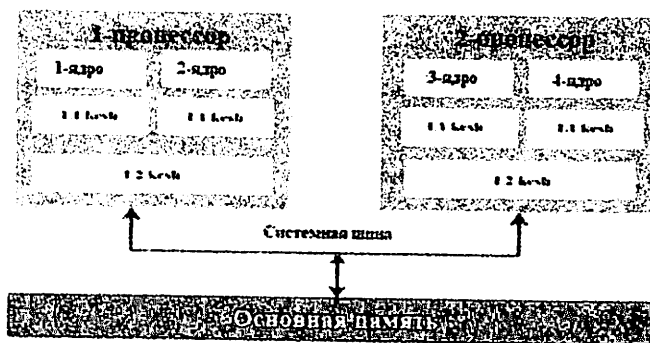 1-процессор
1-ядро
2-ядро
L1 kesh
L1 kesh
L2 kesh
2-процессор
3-ядро
4-ядро
L1 kesh
L1 kesh
L2 kesh
Системная шина
Основная память